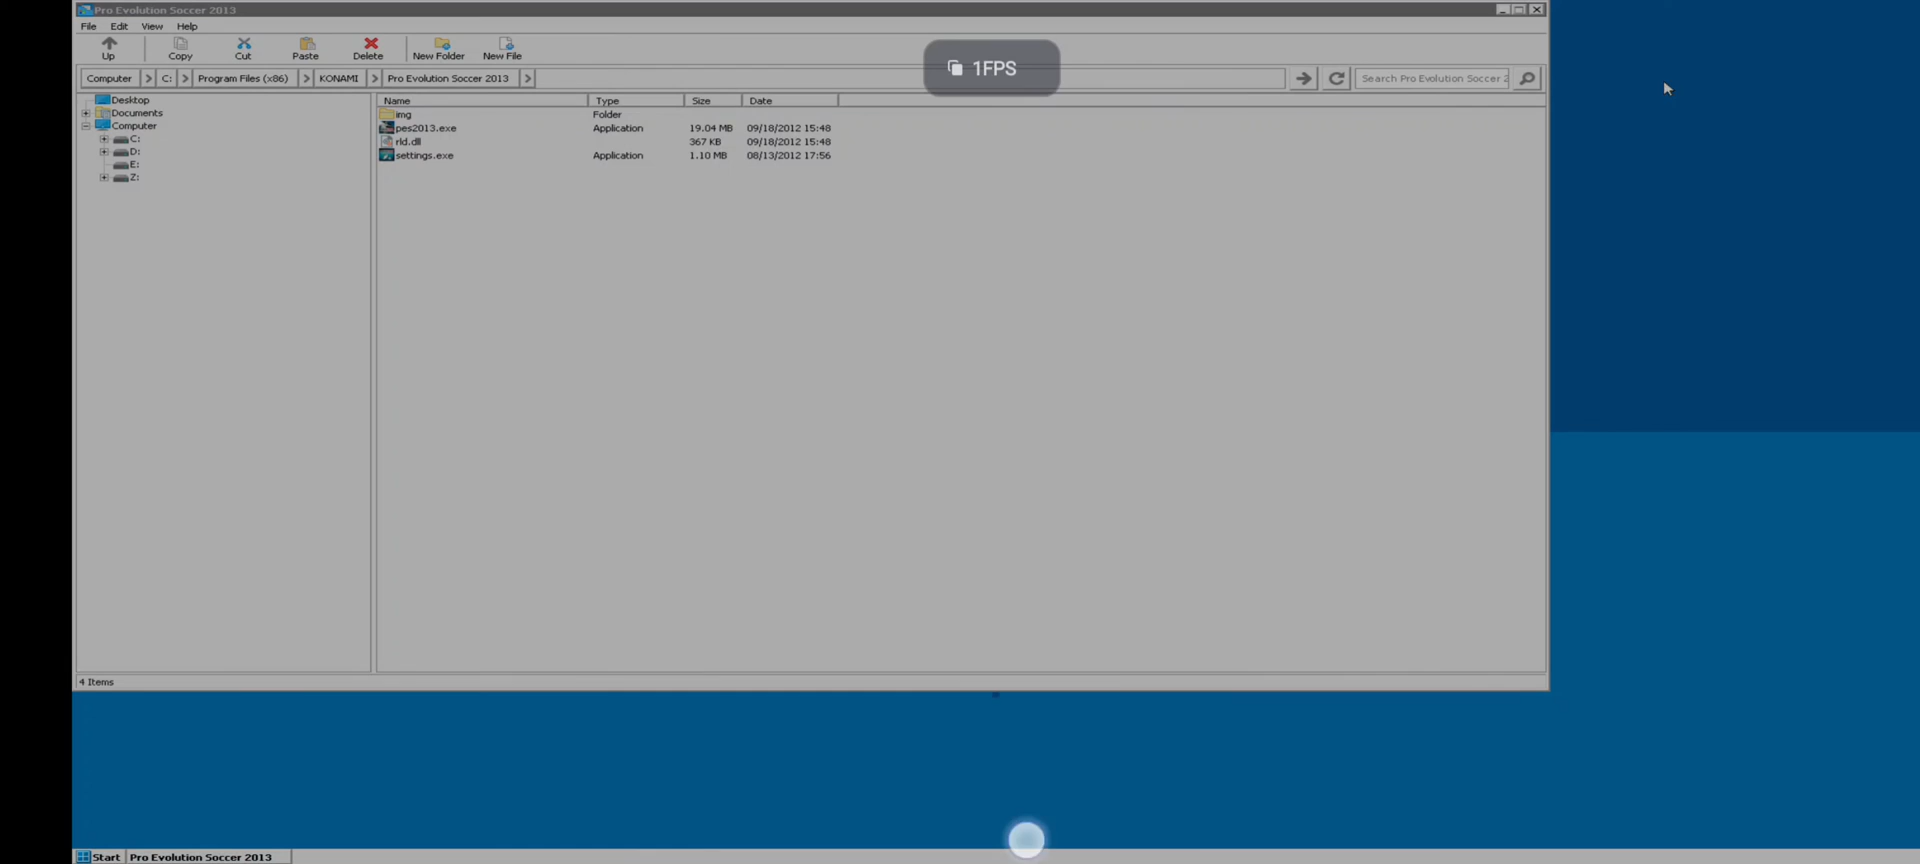 Pro Evolution Soccer 2013
File Edit View Help
Up Copy Cut Paste Delete New Folder New File
1FPS
Computer C: Program Files (x86) KONAMI Pro Evolution Soccer 2013 Search Pro Evolution Soccer 2
Desktop
Documents
Computer
C:
D:
E:
Z:
Name Type Size Date
img Folder
pes2013.exe Application 19.04 MB 09/18/2012 15:48
rld.dll 367 KB 09/18/2012 15:48
settings.exe Application 1.10 MB 08/13/2012 17:56
4 Items
Start Pro Evolution Soccer 2013